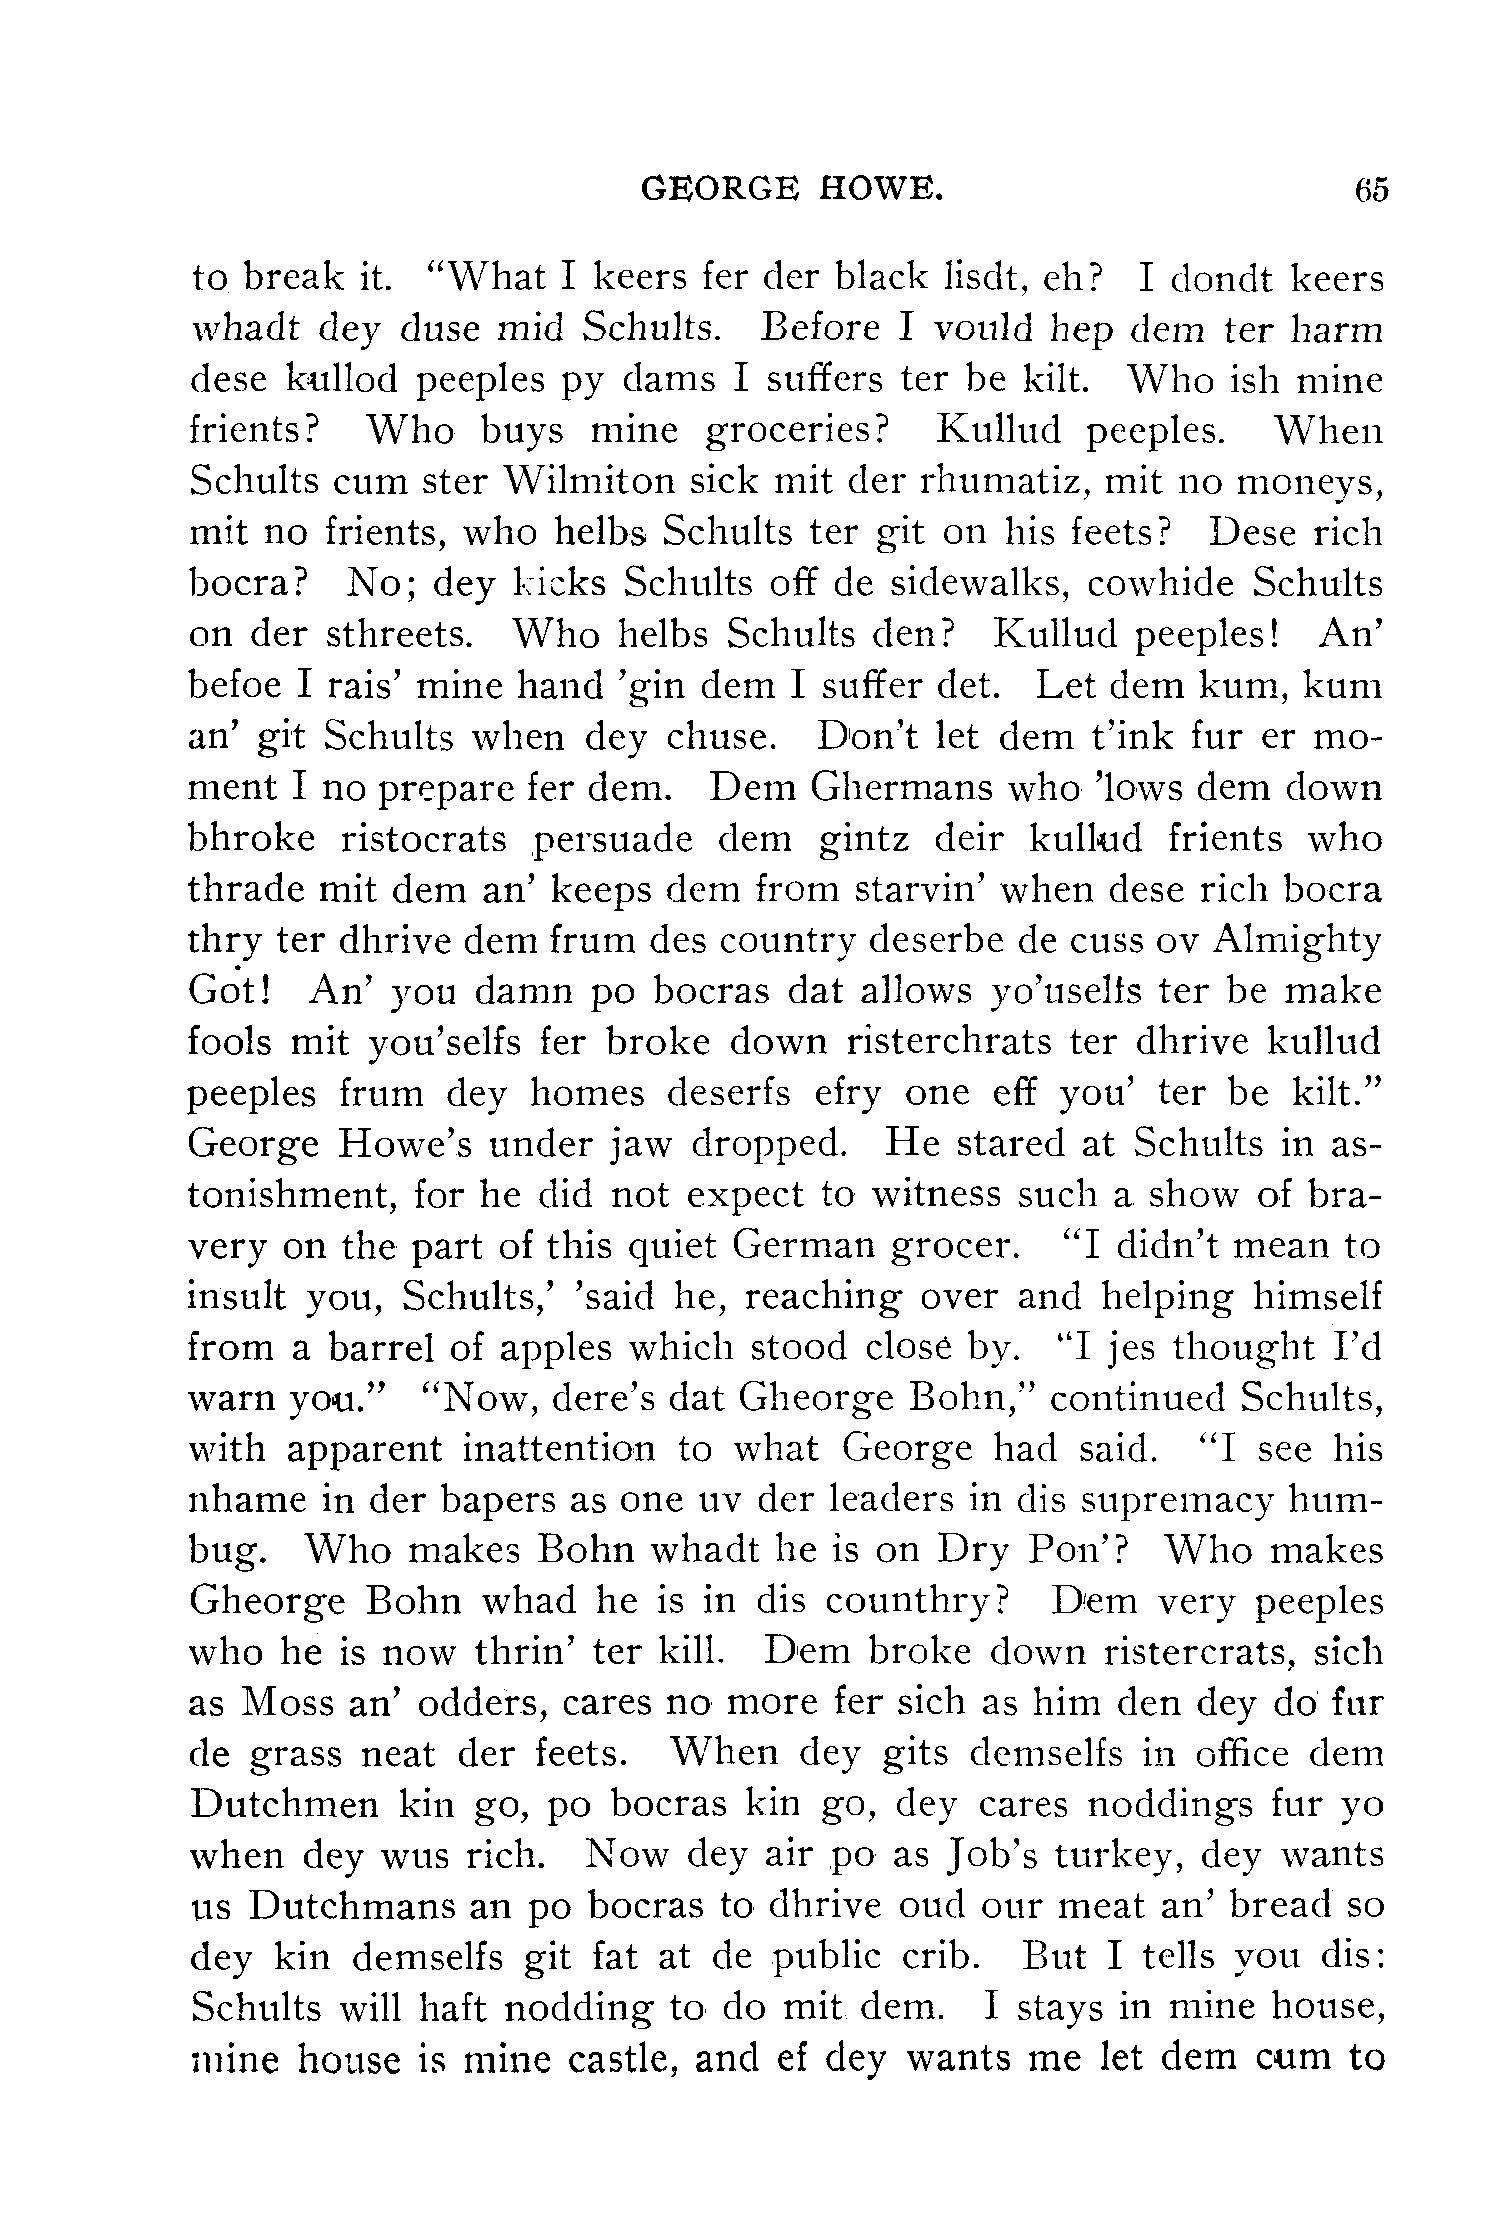 GEORGE HOWE. 65
to break it. “What I keers fer der black lisdt, eh? I dondt keers
whadt dey duse mid Schults. Before I vould hep dem ter harm
dese kullod peeples py dams I suffers ter be kilt. Who ish mine
frients? Who buys mine groceries? Kullud peeples. When
Schults cum ster Wilmiton sick mit der rhumatiz, mit no moneys,
mit no frients, who helbs Schults ter git on his feets? Dese rich
bocra? No; dey kicks Schults off de sidewalks, cowhide Schults
on der sthreets. Who helbs Schults den? Kullud peeples! An’
befoe I rais’ mine hand ’gin dem I suffer det. Let dem kum, kum
an’ git Schults when dey chuse. Don’t let dem t’ink fur er mo-
ment I no prepare fer dem. Dem Ghermans who ’lows dem down
bhroke ristocrats persuade dem gintz deir kullud frients who
thrade mit dem an’ keeps dem from starvin’ when dese rich bocra
thry ter dhrive dem frum des country deserbe de cuss ov Almighty
Got! An’ you damn po bocras dat allows yo’uselfs ter be make
fools mit you’selfs fer broke down risterchrats ter dhrive kullud
peeples frum dey homes deserfs efry one eff you’ ter be kilt.”
George Howe’s under jaw dropped. He stared at Schults in as-
tonishment, for he did not expect to witness such a show of bra-
very on the part of this quiet German grocer. “I didn’t mean to
insult you, Schults,’ ’said he, reaching over and helping himself
from a barrel of apples which stood close by. “I jes thought I’d
warn you.” “Now, dere’s dat Gheorge Bohn,” continued Schults,
with apparent inattention to what George had said. “I see his
nhame in der bapers as one uv der leaders in dis supremacy hum-
bug. Who makes Bohn whadt he is on Dry Pon’? Who makes
Gheorge Bohn whad he is in dis counthry? Dem very peeples
who he is now thrin’ ter kill. Dem broke down ristercrats, sich
as Moss an’ odders, cares no more fer sich as him den dey do fur
de grass neat der feets. When dey gits demselfs in office dem
Dutchmen kin go, po bocras kin go, dey cares noddings fur yo
when dey wus rich. Now dey air po as Job’s turkey, dey wants
us Dutchmans an po bocras to dhrive oud our meat an’ bread so
dey kin demselfs git fat at de public crib. But I tells you dis:
Schults will haft nodding to do mit dem. I stays in mine house,
mine house is mine castle, and ef dey wants me let dem cum to